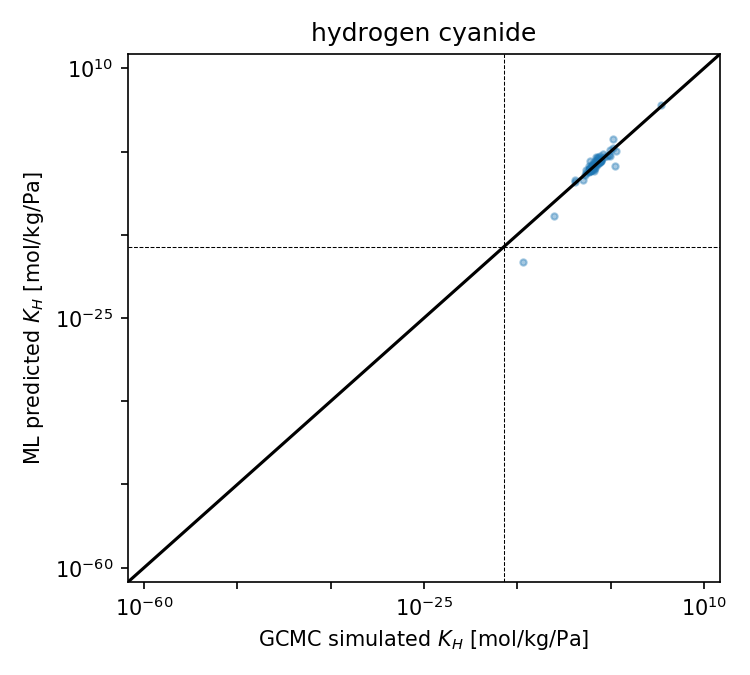 hydrogen cyanide
10^10
10^−25
10^−60
ML predicted K_H [mol/kg/Pa]
10^−60
10^−25
10^10
GCMC simulated K_H [mol/kg/Pa]